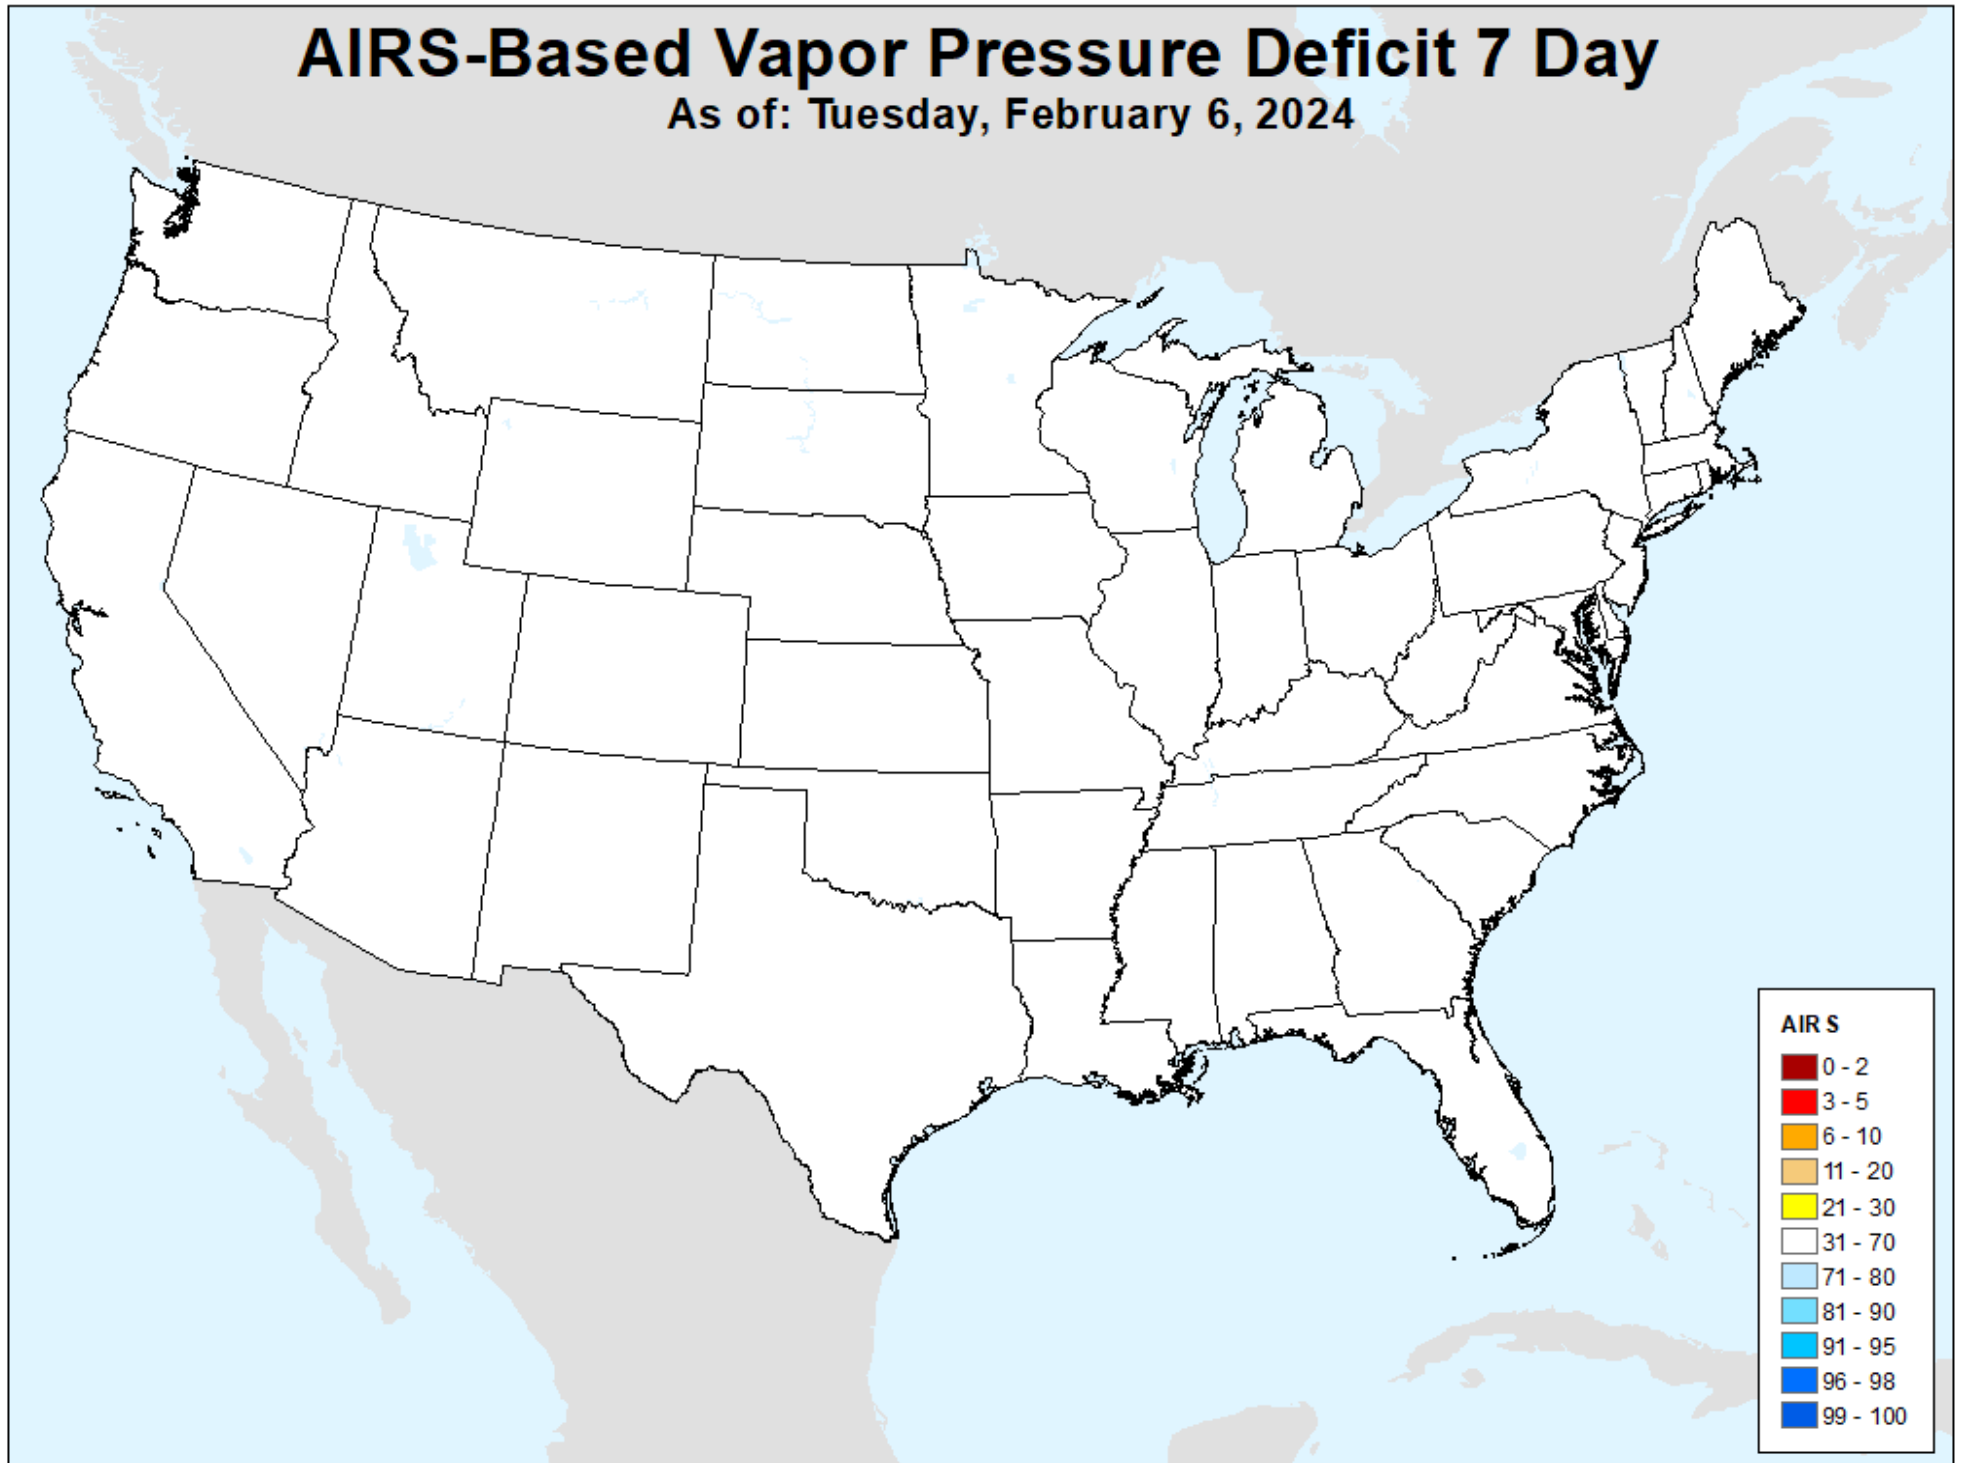 AIRS-Based Vapor Pressure Deficit 7 Day
As of: Tuesday, February 6, 2024
AIRS
0 - 2
3 - 5
6 - 10
11 - 20
21 - 30
31 - 70
71 - 80
81 - 90
91 - 95
96 - 98
99 - 100